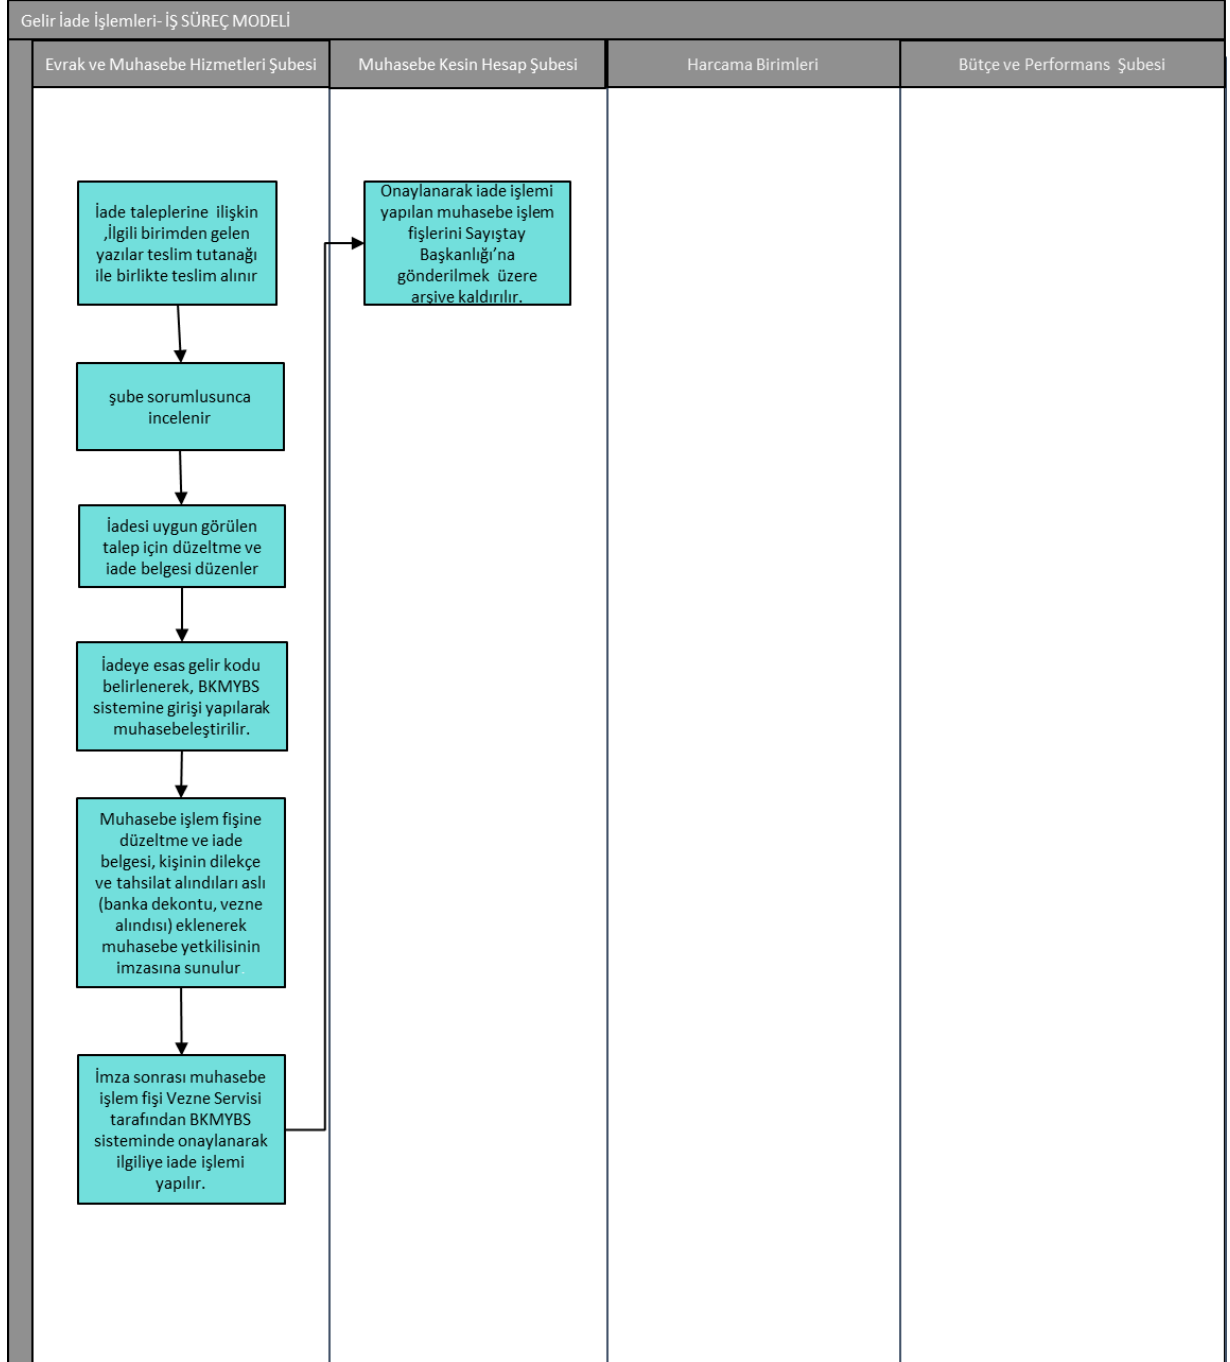 Gelir İade İşlemleri- İŞ SÜREÇ MODELİ
Evrak ve Muhasebe Hizmetleri Şubesi
Muhasebe Kesin Hesap Şubesi
Harcama Birimleri
Bütçe ve Performans Şubesi
İade taleplerine ilişkin
,İlgili birimden gelen
yazılar teslim tutanağı
ile birlikte teslim alınır
şube sorumlusunca
incelenir
İadesi uygun görülen
talep için düzeltme ve
iade belgesi düzenler
İadeye esas gelir kodu
belirlenerek, BKMYBS
sistemine girişi yapılarak
muhasebeleştirilir.
Muhasebe işlem fişine
düzeltme ve iade
belgesi, kişinin dilekçe
ve tahsilat alındıları aslı
(banka dekontu, vezne
alındısı) eklenerek
muhasebe yetkilisinin
imzasına sunulur.
İmza sonrası muhasebe
işlem fişi Vezne Servisi
tarafından BKMYBS
sisteminde onaylanarak
ilgiliye iade işlemi
yapılır.
Onaylanarak iade işlemi
yapılan muhasebe işlem
fişlerini Sayıştay
Başkanlığı’na
gönderilmek üzere
arşive kaldırılır.